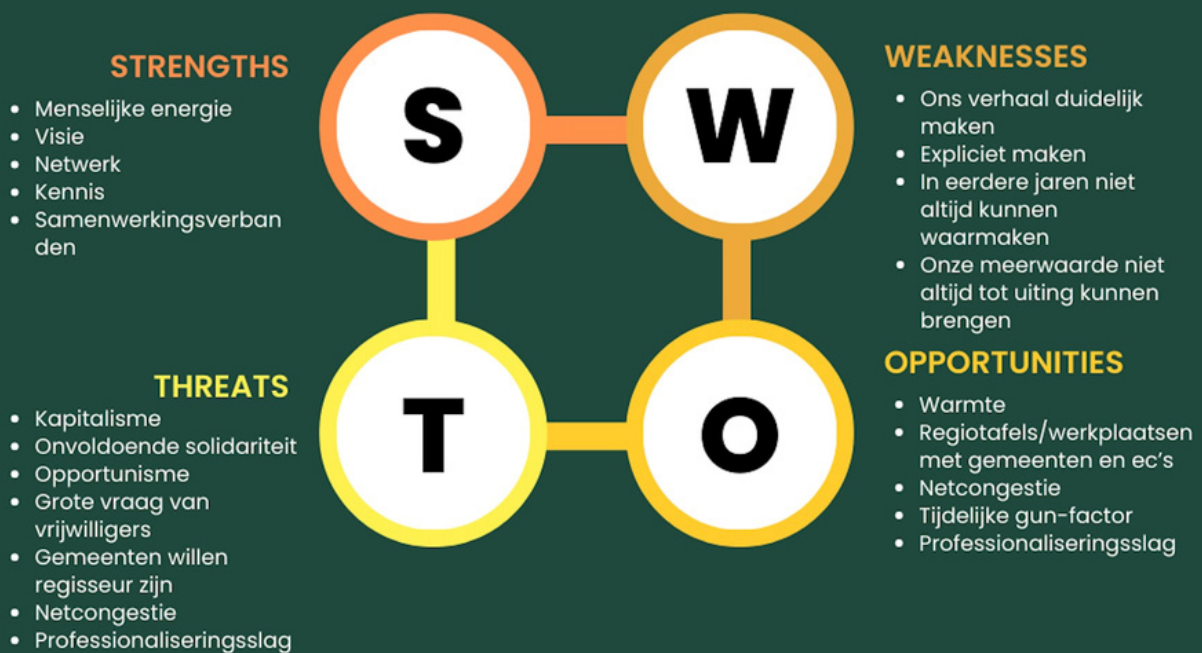 STRENGTHS
• Menselijke energie
• Visie
• Netwerk
• Kennis
• Samenwerkingsverban
den
S
W
WEAKNESSES
• Ons verhaal duidelijk
maken
• Expliciet maken
• In eerdere jaren niet
altijd kunnen
waarmaken
• Onze meerwaarde niet
altijd tot uiting kunnen
brengen
THREATS
• Kapitalisme
• Onvoldoende solidariteit
• Opportunisme
• Grote vraag van
vrijwilligers
• Gemeenten willen
regisseur zijn
• Netcongestie
• Professionaliseringsslag
T
O
OPPORTUNITIES
• Warmte
• Regiotafels/werkplaatsen
met gemeenten en ec's
• Netcongestie
• Tijdelijke gun-factor
• Professionaliseringsslag